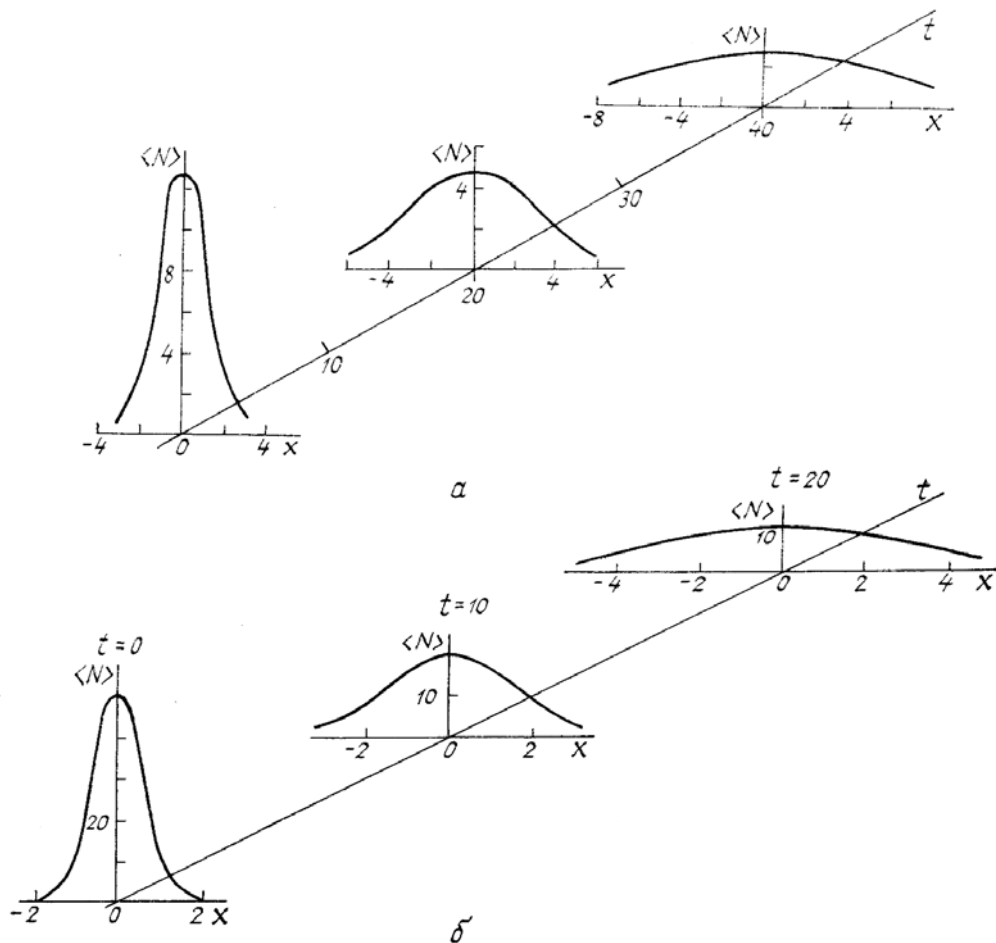 <N> t
-8 -4 40 4 x
<N>
8
4
-4 0 4 x
<N>
4
-4 20 4 x
10
30
а
t = 20
t
<N>
10
-4 -2 0 2 4 x
t = 10
<N>
10
-2 0 2 x
t = 0
<N>
20
-2 0 2 x
б